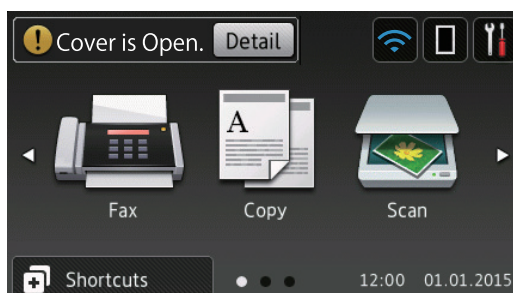 Cover is Open. Detail
A
Fax Copy Scan
Shortcuts 12:00 01.01.2015